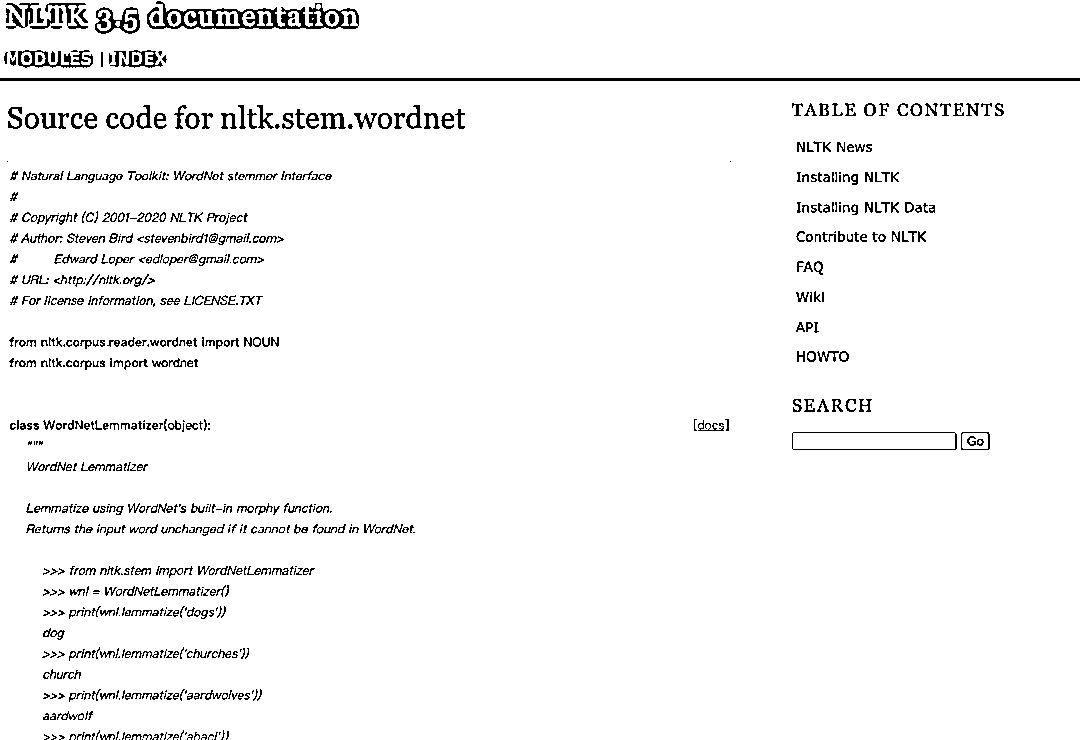 NLTK 3.5 documentation
MODULES | INDEX
Source code for nltk.stem.wordnet
# Natural Language Toolkit: WordNet stemmer Interface
#
# Copyright (C) 2001–2020 NLTK Project
# Author: Steven Bird <stevenbird1@gmail.com>
# Edward Loper <edloper@gmail.com>
# URL: <http://nltk.org/>
# For license information, see LICENSE.TXT
from nltk.corpus.reader.wordnet import NOUN
from nltk.corpus import wordnet
class WordNetLemmatizer(object):
[docs]
"""
WordNet Lemmatizer
Lemmatize using WordNet's built–in morphy function.
Returns the input word unchanged if it cannot be found in WordNet.
>>> from nltk.stem import WordNetLemmatizer
>>> wnl = WordNetLemmatizer()
>>> print(wnl.lemmatize('dogs'))
dog
>>> print(wnl.lemmatize('churches'))
church
>>> print(wnl.lemmatize('aardwolves'))
aardwolf
>>> print(wnl.lemmatize('abaci'))
TABLE OF CONTENTS
NLTK News
Installing NLTK
Installing NLTK Data
Contribute to NLTK
FAQ
Wiki
API
HOWTO
SEARCH
Go